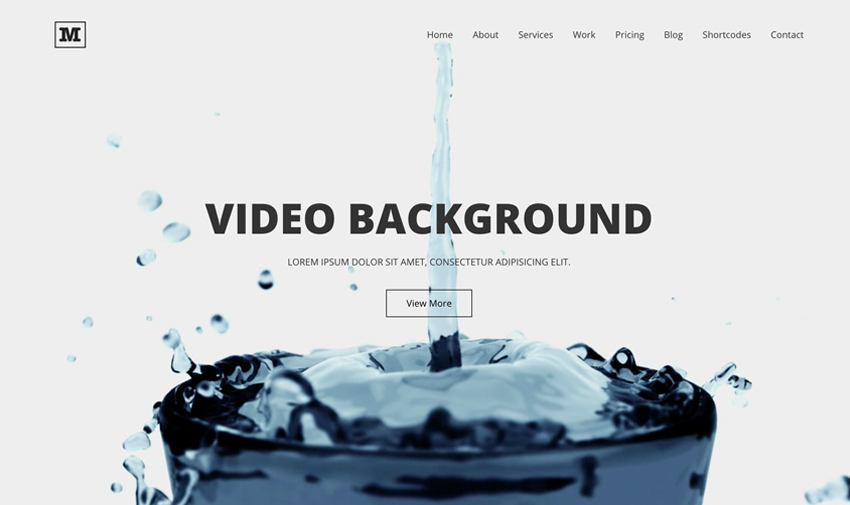 M
Home About Services Work Pricing Blog Shortcodes Contact
VIDEO BACKGROUND
LOREM IPSUM DOLOR SIT AMET, CONSECTETUR ADIPISICING ELIT.
View More